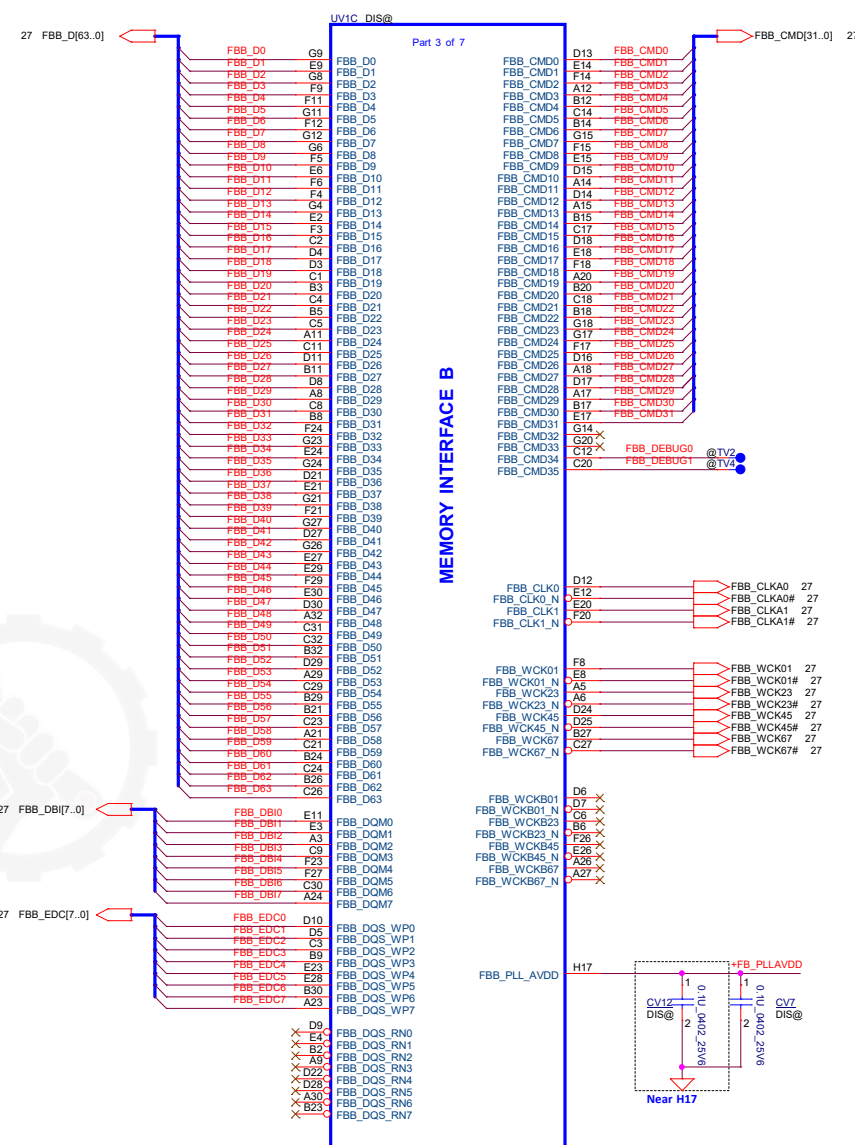 UV1C DIS@
27 FBB_D[63..0]
Part 3 of 7
FBB_CMD[31..0] 27
FBB_D0 G9 FBB_D0 FBB_CMD0 D13 FBB_CMD0
FBB_D1 E9 FBB_D1 FBB_CMD1 E14 FBB_CMD1
FBB_D2 G8 FBB_D2 FBB_CMD2 F14 FBB_CMD2
FBB_D3 F9 FBB_D3 FBB_CMD3 A12 FBB_CMD3
FBB_D4 F11 FBB_D4 FBB_CMD4 B12 FBB_CMD4
FBB_D5 G11 FBB_D5 FBB_CMD5 C14 FBB_CMD5
FBB_D6 F12 FBB_D6 FBB_CMD6 B14 FBB_CMD6
FBB_D7 G12 FBB_D7 FBB_CMD7 G15 FBB_CMD7
FBB_D8 G6 FBB_D8 FBB_CMD8 F15 FBB_CMD8
FBB_D9 F5 FBB_D9 FBB_CMD9 E15 FBB_CMD9
FBB_D10 E6 FBB_D10 FBB_CMD10 D15 FBB_CMD10
FBB_D11 F6 FBB_D11 FBB_CMD11 A14 FBB_CMD11
FBB_D12 F4 FBB_D12 FBB_CMD12 D14 FBB_CMD12
FBB_D13 G4 FBB_D13 FBB_CMD13 A15 FBB_CMD13
FBB_D14 E2 FBB_D14 FBB_CMD14 B15 FBB_CMD14
FBB_D15 F3 FBB_D15 FBB_CMD15 C17 FBB_CMD15
FBB_D16 C2 FBB_D16 FBB_CMD16 D18 FBB_CMD16
FBB_D17 D4 FBB_D17 FBB_CMD17 E18 FBB_CMD17
FBB_D18 D3 FBB_D18 FBB_CMD18 F18 FBB_CMD18
FBB_D19 C1 FBB_D19 FBB_CMD19 A20 FBB_CMD19
FBB_D20 B3 FBB_D20 FBB_CMD20 B20 FBB_CMD20
FBB_D21 C4 FBB_D21 FBB_CMD21 C18 FBB_CMD21
FBB_D22 B5 FBB_D22 FBB_CMD22 B18 FBB_CMD22
FBB_D23 C5 FBB_D23 FBB_CMD23 G18 FBB_CMD23
FBB_D24 A11 FBB_D24 FBB_CMD24 G17 FBB_CMD24
FBB_D25 C11 FBB_D25 FBB_CMD25 F17 FBB_CMD25
FBB_D26 D11 FBB_D26 FBB_CMD26 D16 FBB_CMD26
FBB_D27 B11 FBB_D27 FBB_CMD27 A18 FBB_CMD27
FBB_D28 D8 FBB_D28 FBB_CMD28 D17 FBB_CMD28
FBB_D29 A8 FBB_D29 FBB_CMD29 A17 FBB_CMD29
FBB_D30 C8 FBB_D30 FBB_CMD30 B17 FBB_CMD30
FBB_D31 B8 FBB_D31 FBB_CMD31 E17 FBB_CMD31
FBB_D32 F24 FBB_D32 FBB_CMD32 G14
FBB_D33 G23 FBB_D33 FBB_CMD33 G20
FBB_D34 E24 FBB_D34 FBB_CMD34 C12 FBB_DEBUG0 @TV2
FBB_D35 G24 FBB_D35 FBB_CMD35 C20 FBB_DEBUG1 @TV4
FBB_D36 D21 FBB_D36
FBB_D37 E21 FBB_D37
FBB_D38 G21 FBB_D38
FBB_D39 F21 FBB_D39
FBB_D40 G27 FBB_D40
FBB_D41 D27 FBB_D41
FBB_D42 G26 FBB_D42
FBB_D43 E27 FBB_D43
FBB_D44 E29 FBB_D44
FBB_D45 F29 FBB_D45 FBB_CLK0 D12 FBB_CLKA0 27
FBB_D46 E30 FBB_D46 FBB_CLK0_N E12 FBB_CLKA0# 27
FBB_D47 D30 FBB_D47 FBB_CLK1 E20 FBB_CLKA1 27
FBB_D48 A32 FBB_D48 FBB_CLK1_N F20 FBB_CLKA1# 27
FBB_D49 C31 FBB_D49
FBB_D50 C32 FBB_D50
FBB_D51 B32 FBB_D51
FBB_D52 D29 FBB_D52 FBB_WCK01 F8 FBB_WCK01 27
FBB_D53 A29 FBB_D53 FBB_WCK01_N E8 FBB_WCK01# 27
FBB_D54 C29 FBB_D54 FBB_WCK23 A5 FBB_WCK23 27
FBB_D55 B29 FBB_D55 FBB_WCK23_N A6 FBB_WCK23# 27
FBB_D56 B21 FBB_D56 FBB_WCK45 D24 FBB_WCK45 27
FBB_D57 C23 FBB_D57 FBB_WCK45_N D25 FBB_WCK45# 27
FBB_D58 A21 FBB_D58 FBB_WCK67 B27 FBB_WCK67 27
FBB_D59 C21 FBB_D59 FBB_WCK67_N C27 FBB_WCK67# 27
FBB_D60 B24 FBB_D60
FBB_D61 C24 FBB_D61
FBB_D62 B26 FBB_D62
FBB_D63 C26 FBB_D63
MEMORY INTERFACE B
27 FBB_DBI[7..0]
FBB_WCKB01 D6
FBB_WCKB01_N D7
FBB_WCKB23 C6
FBB_WCKB23_N B6
FBB_WCKB45 F26
FBB_WCKB45_N E26
FBB_WCKB67 A26
FBB_WCKB67_N A27
FBB_DBI0 E11 FBB_DQM0
FBB_DBI1 E3 FBB_DQM1
FBB_DBI2 A3 FBB_DQM2
FBB_DBI3 C9 FBB_DQM3
FBB_DBI4 F23 FBB_DQM4
FBB_DBI5 F27 FBB_DQM5
FBB_DBI6 C30 FBB_DQM6
FBB_DBI7 A24 FBB_DQM7
27 FBB_EDC[7..0]
FBB_EDC0 D10 FBB_DQS_WP0
FBB_EDC1 D5 FBB_DQS_WP1
FBB_EDC2 C3 FBB_DQS_WP2
FBB_EDC3 B9 FBB_DQS_WP3
FBB_EDC4 E23 FBB_DQS_WP4
FBB_EDC5 E28 FBB_DQS_WP5
FBB_EDC6 B30 FBB_DQS_WP6
FBB_EDC7 A23 FBB_DQS_WP7
FBB_PLL_AVDD H17 +FB_PLLAVDD
1 1
CV12 0.1U_0402_25V6 CV7 0.1U_0402_25V6
DIS@ DIS@
2 2
Near H17
D9 FBB_DQS_RN0
E4 FBB_DQS_RN1
B2 FBB_DQS_RN2
A9 FBB_DQS_RN3
D22 FBB_DQS_RN4
D28 FBB_DQS_RN5
A30 FBB_DQS_RN6
B23 FBB_DQS_RN7